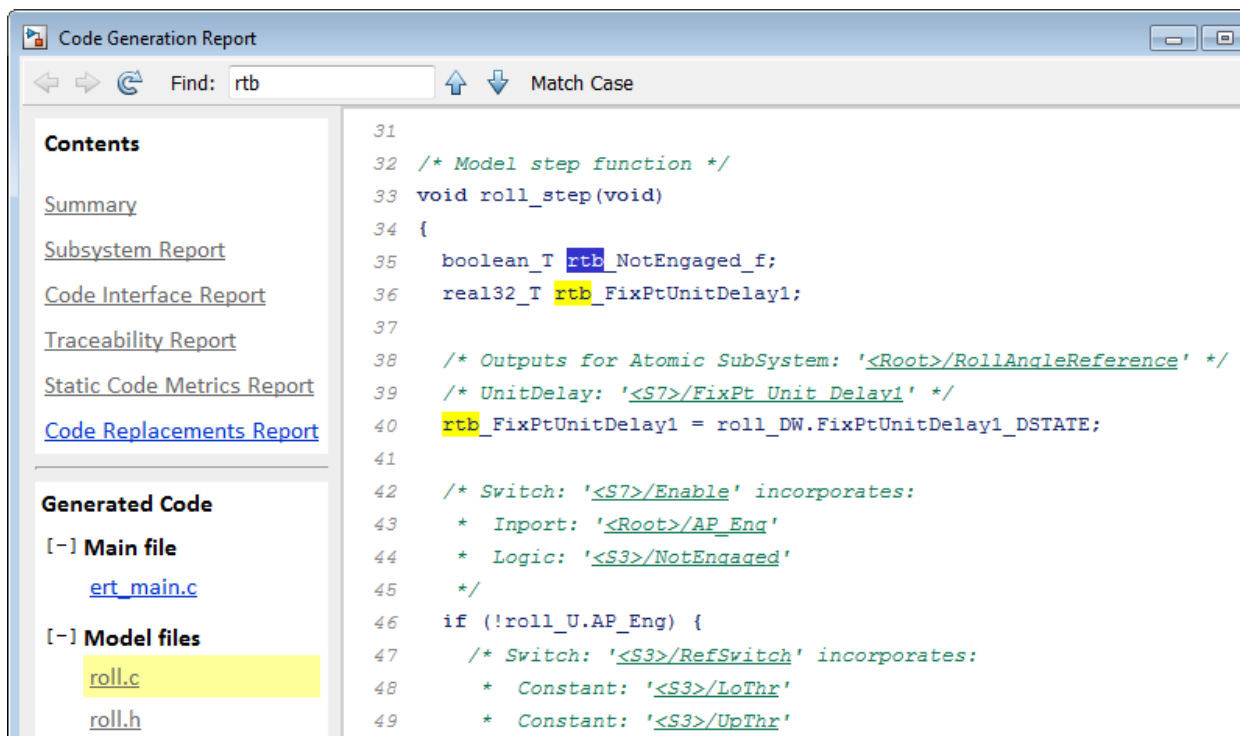 Code Generation Report
Find: rtb
Match Case
Contents
Summary
Subsystem Report
Code Interface Report
Traceability Report
Static Code Metrics Report
Code Replacements Report
Generated Code
[-] Main file
ert_main.c
[-] Model files
roll.c
roll.h
31
32 /* Model step function */
33 void roll_step(void)
34 {
35 boolean_T rtb_NotEngaged_f;
36 real32_T rtb_FixPtUnitDelay1;
37
38 /* Outputs for Atomic SubSystem: '<Root>/RollAngleReference' */
39 /* UnitDelay: '<S7>/FixPt Unit Delay1' */
40 rtb_FixPtUnitDelay1 = roll_DW.FixPtUnitDelay1_DSTATE;
41
42 /* Switch: '<S7>/Enable' incorporates:
43 * Inport: '<Root>/AP_Eng'
44 * Logic: '<S3>/NotEngaged'
45 */
46 if (!roll_U.AP_Eng) {
47 /* Switch: '<S3>/RefSwitch' incorporates:
48 * Constant: '<S3>/LoThr'
49 * Constant: '<S3>/UpThr'